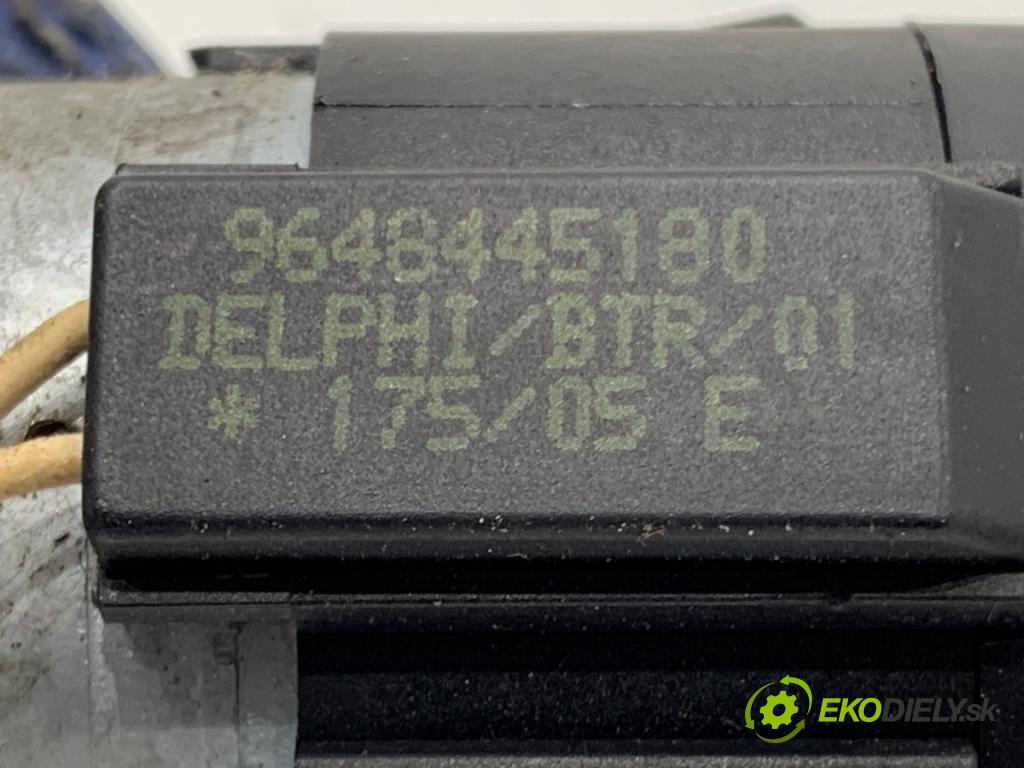 9648445180
DELPHI/BTR/01
* 175/05 E
EKODIELY.sk